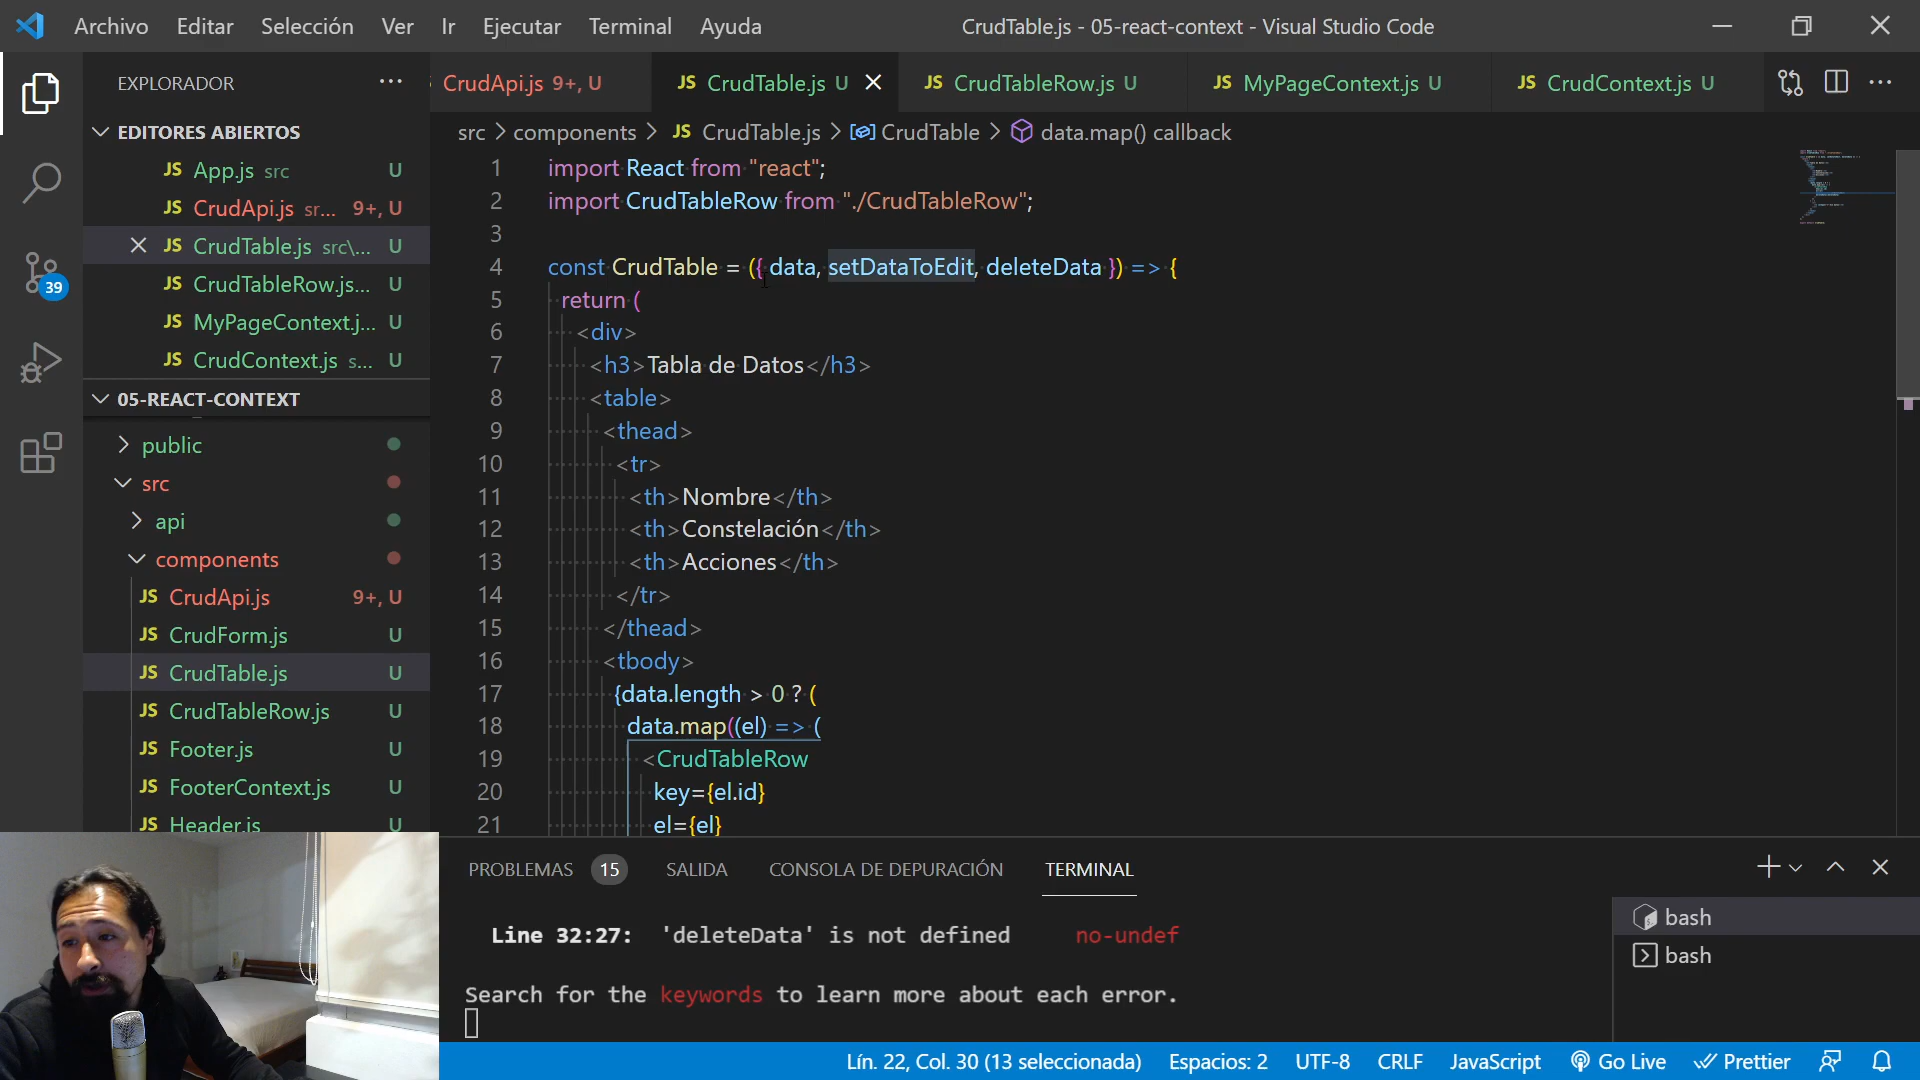 Archivo Editar Selección Ver Ir Ejecutar Terminal Ayuda CrudTable.js - 05-react-context - Visual Studio Code
EXPLORADOR
CrudApi.js 9+, U JS CrudTable.js U JS CrudTableRow.js U JS MyPageContext.js U JS CrudContext.js U
src components JS CrudTable.js CrudTable data.map() callback
EDITORES ABIERTOS
JS App.js src U
JS CrudApi.js sr... 9+, U
JS CrudTable.js src\... U
JS CrudTableRow.js... U
JS MyPageContext.j... U
JS CrudContext.js s... U
39
05-REACT-CONTEXT
public
src
api
components
JS CrudApi.js 9+, U
JS CrudForm.js U
JS CrudTable.js U
JS CrudTableRow.js U
JS Footer.js U
JS FooterContext.js U
JS Header.js U
1 import React from "react";
2 import CrudTableRow from "./CrudTableRow";
3
4 const CrudTable = ({ data, setDataToEdit, deleteData }) => {
5 return (
6 <div>
7 <h3>Tabla de Datos</h3>
8 <table>
9 <thead>
10 <tr>
11 <th>Nombre</th>
12 <th>Constelación</th>
13 <th>Acciones</th>
14 </tr>
15 </thead>
16 <tbody>
17 {data.length > 0 ? (
18 data.map((el) => (
19 <CrudTableRow
20 key={el.id}
21 el={el}
PROBLEMAS 15 SALIDA CONSOLA DE DEPURACIÓN TERMINAL
Line 32:27: 'deleteData' is not defined no-undef
Search for the keywords to learn more about each error.
bash
bash
Lín. 22, Col. 30 (13 seleccionada) Espacios: 2 UTF-8 CRLF JavaScript Go Live Prettier